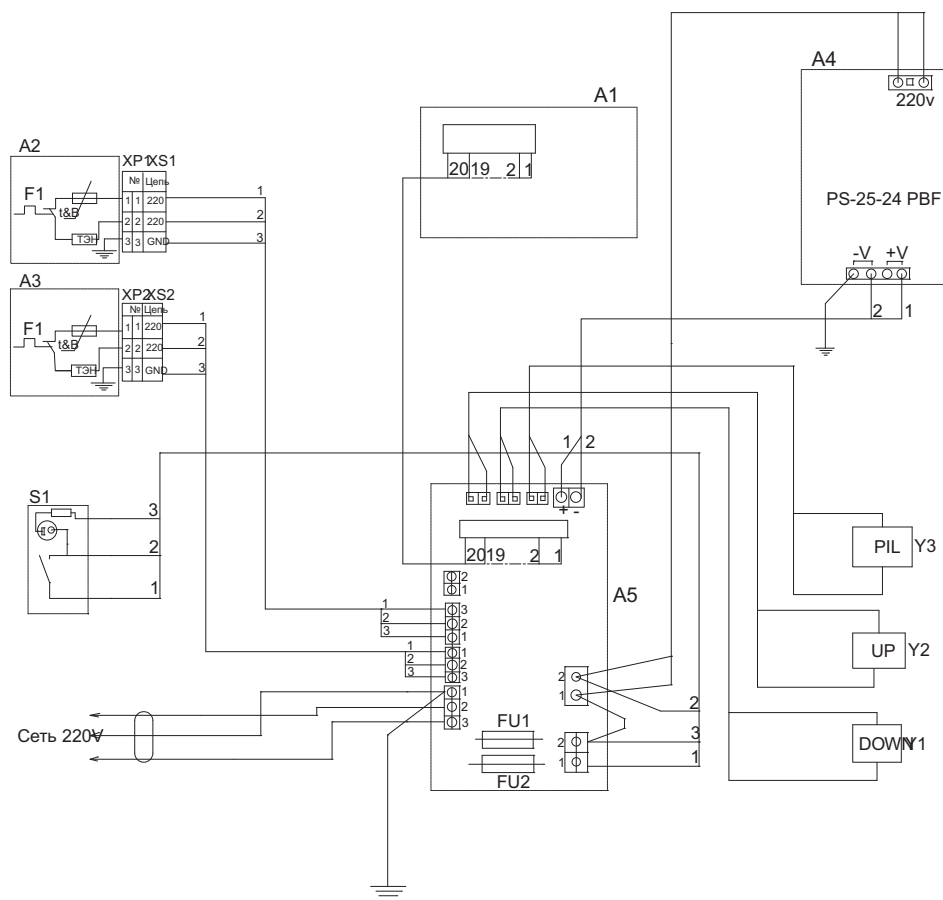 A4
220v
A1
20 19 2 1
A2
XP1 XS1
№ Цепь
F1
t&B
ТЭН
1 1 220
2 2 220
3 3 GND
1
2
3
PS-25-24 PBF
-V +V
2 1
A3
XP2 XS2
№ Цепь
F1
t&B
ТЭН
1 1 220
2 2 220
3 3 GND
1
2
3
1 2
+ -
S1
3
2
1
20 19 2 1
A5
2
1
1 3
2 2
3 1
1 1
2 2
3 3
1
2
3
Сеть 220V
2
1
2
FU1
2 3
1 1
FU2
PIL Y3
UP Y2
DOWN Y1